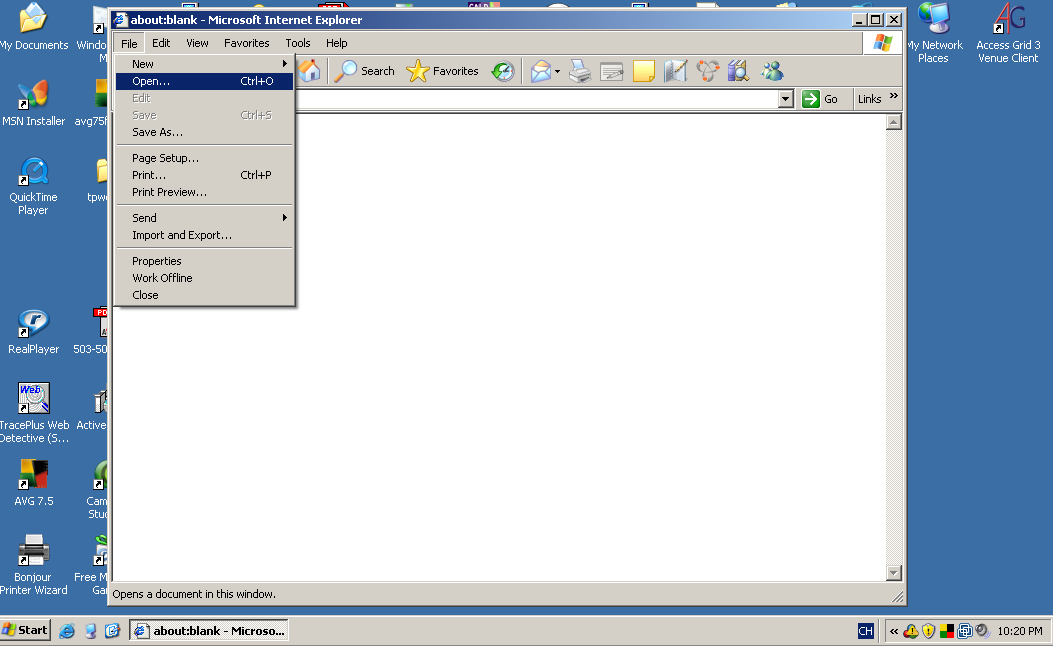 about:blank - Microsoft Internet Explorer
File Edit View Favorites Tools Help
New
Open... Ctrl+O
Edit
Save Ctrl+S
Save As...
Page Setup...
Print... Ctrl+P
Print Preview...
Send
Import and Export...
Properties
Work Offline
Close
Search Favorites
Go Links »
My Documents
Windo
MSN Installer
avg75f
QuickTime
Player
tpw
RealPlayer
503-50
Web
TracePlus Web
Detective (S...
Active
AVG 7.5
Cam
Stud
Bonjour
Printer Wizard
Free M
Gar
My Network
Places
AG
Access Grid 3
Venue Client
Opens a document in this window.
Start
about:blank - Microso...
CH
« 10:20 PM